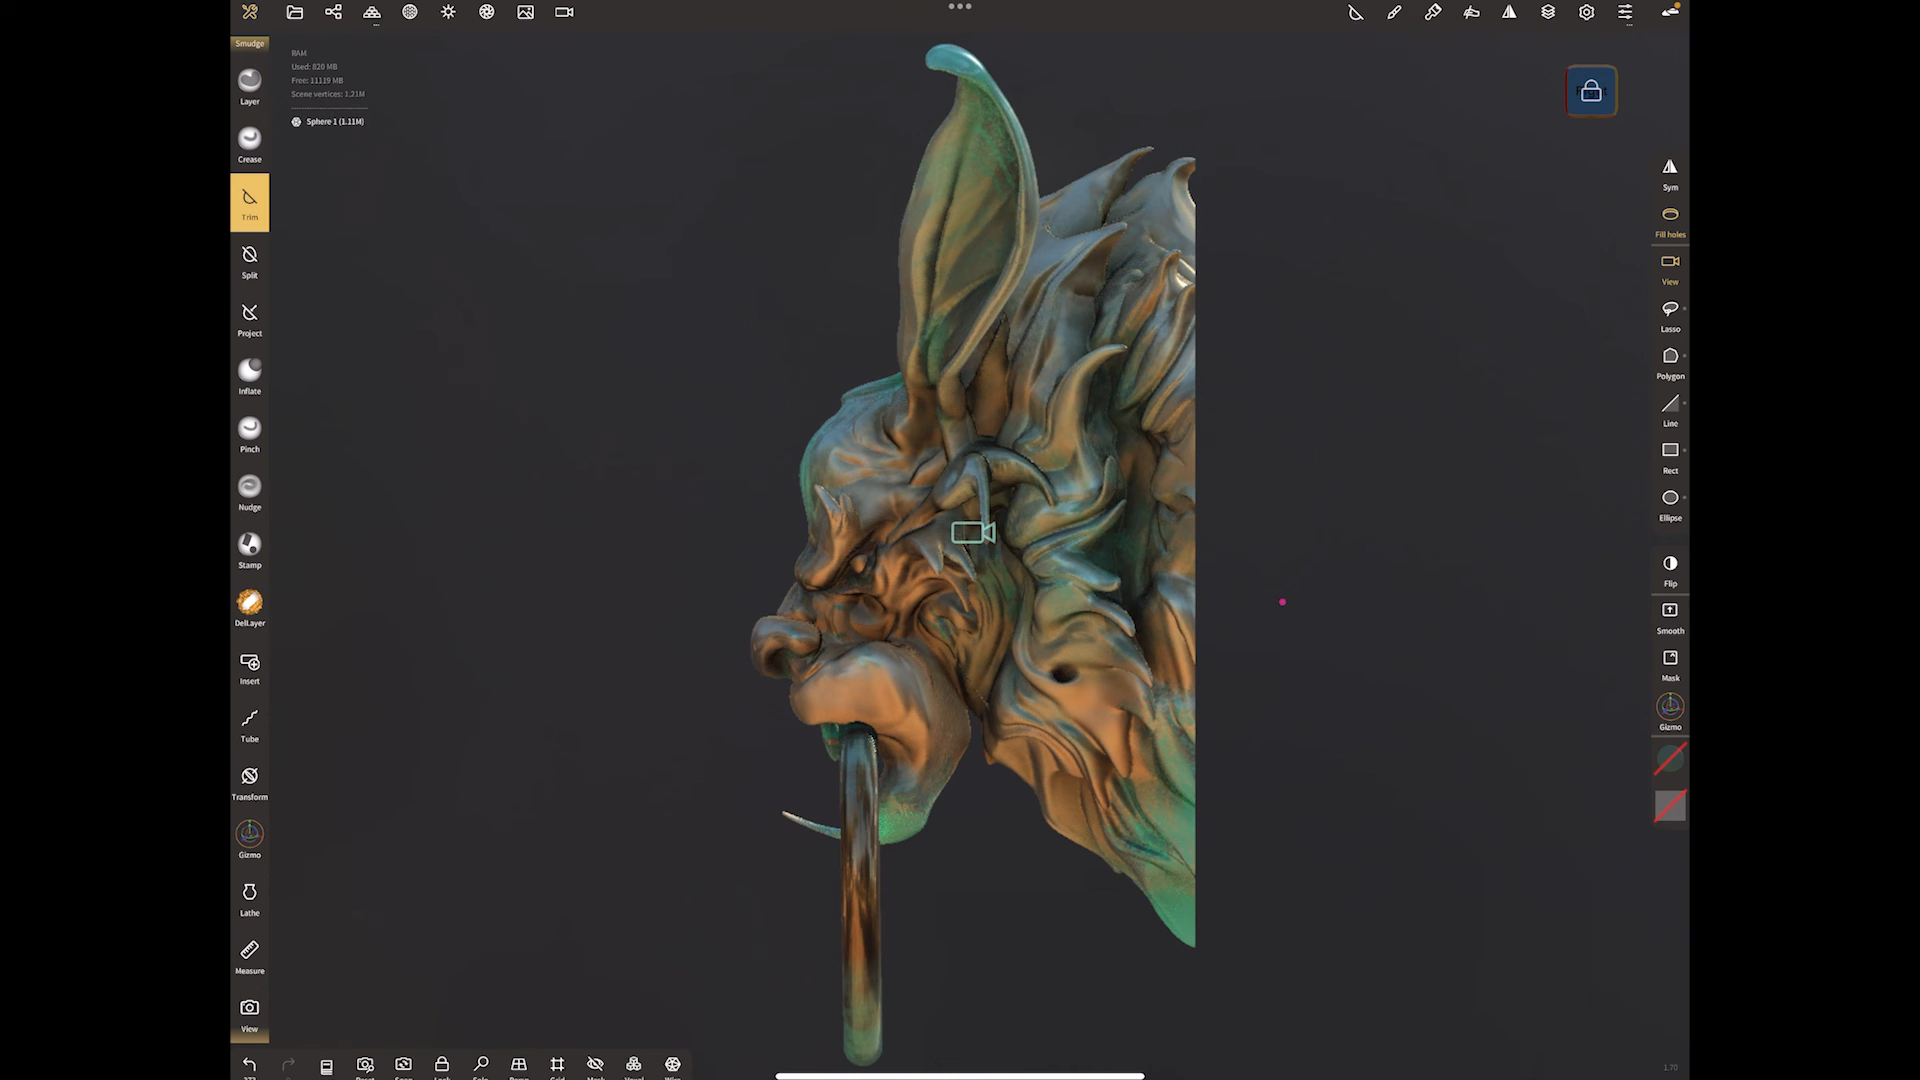 Smudge
RAM
Used: 820 MB
Free: 11119 MB
Scene vertices: 1.21M
Sphere 1 (1.11M)
Layer
Crease
Trim
Split
Project
Inflate
Pinch
Nudge
Stamp
DelLayer
Insert
Tube
Transform
Gizmo
Lathe
Measure
View
Sym
Fill holes
View
Lasso
Polygon
Line
Rect
Ellipse
Flip
Smooth
Mask
Gizmo
1.70